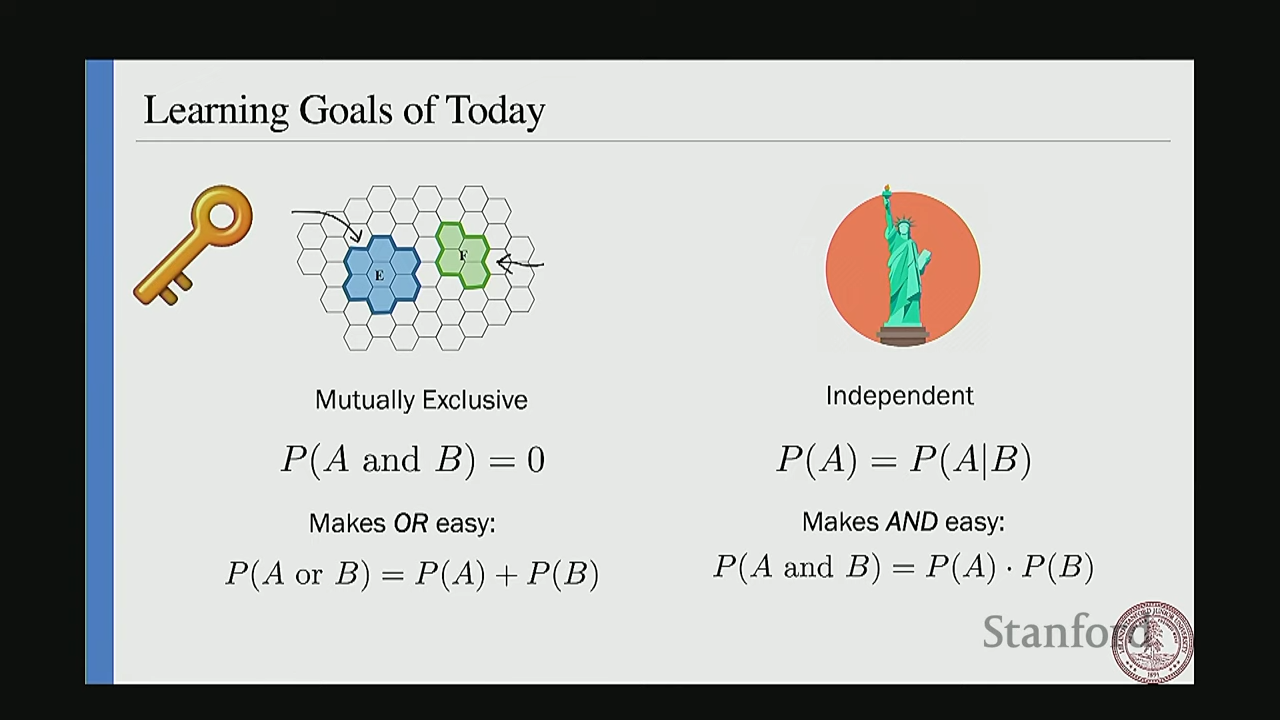 Learning Goals of Today
E
F
Mutually Exclusive
P(A and B) = 0
Makes OR easy:
P(A or B) = P(A) + P(B)
Independent
P(A) = P(A|B)
Makes AND easy:
P(A and B) = P(A) · P(B)
Stanford